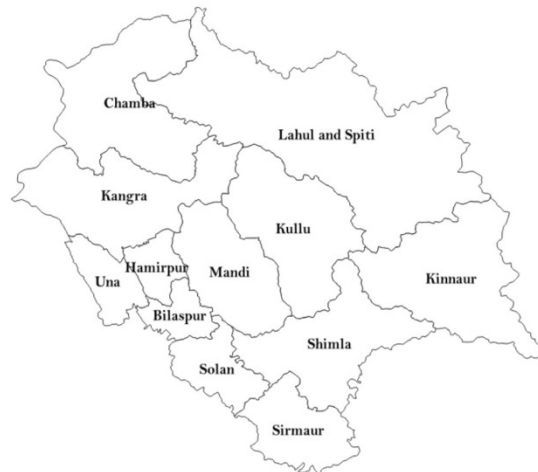 Chamba
Lahul and Spiti
Kangra
Kullu
Hamirpur
Mandi
Una
Kinnaur
Bilaspur
Shimla
Solan
Sirmaur